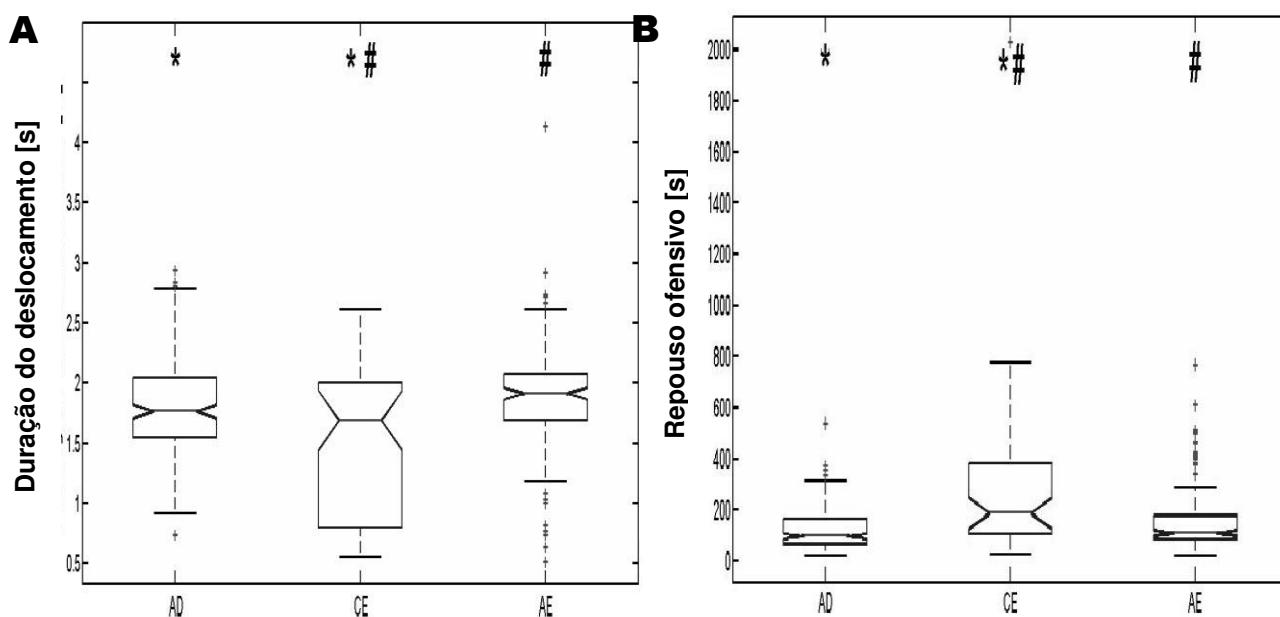 A
Duração do deslocamento [s]
* *# #
4
3.5
3
2.5
2
1.5
1
0.5
AD CE AE
B
Repouso ofensivo [s]
* *# #
2000
1800
1600
1400
1200
1000
800
600
400
200
0
AD CE AE